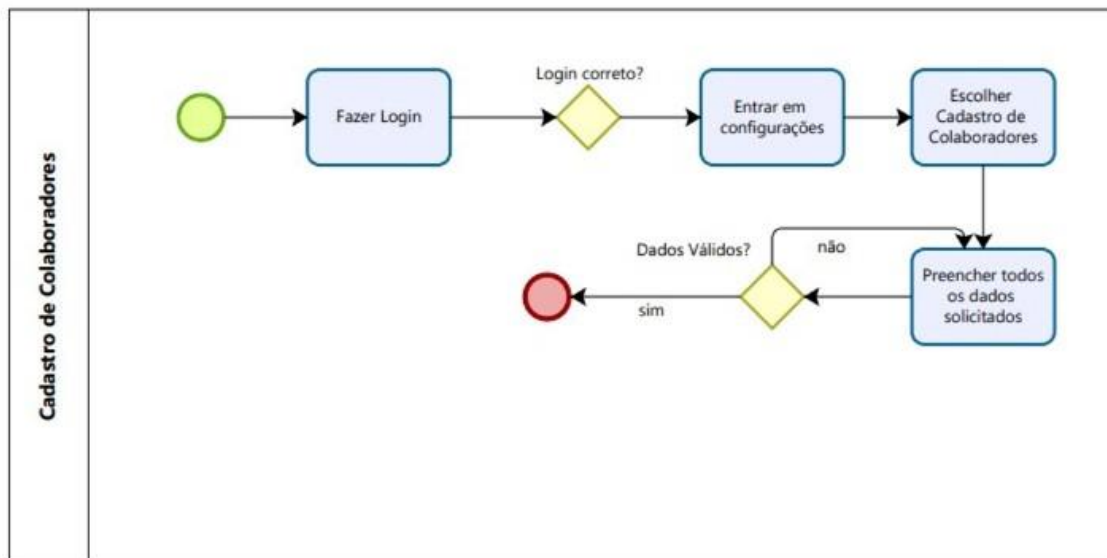 Cadastro de Colaboradores
Fazer Login
Login correto?
Entrar em
configurações
Escolher
Cadastro de
Colaboradores
Preencher todos
os dados
solicitados
Dados Válidos?
não
sim